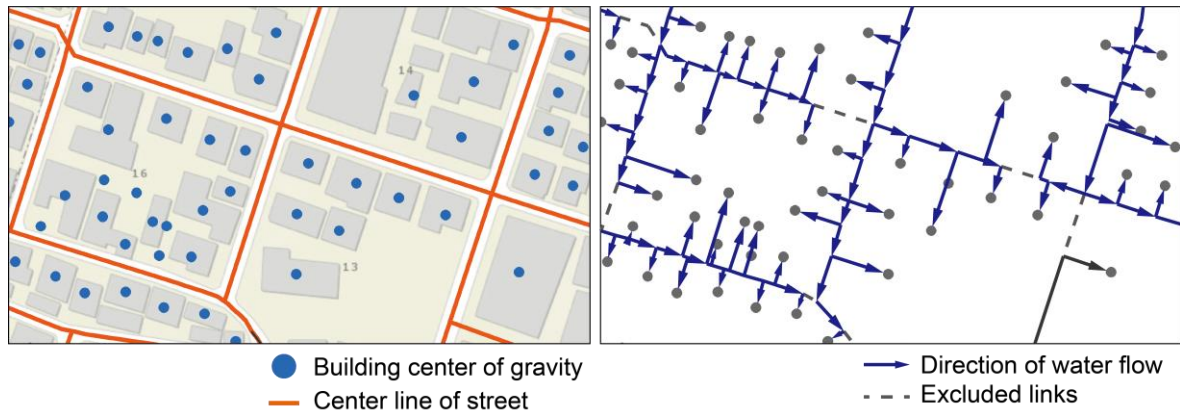 14
16
13
Building center of gravity
Center line of street
Direction of water flow
Excluded links